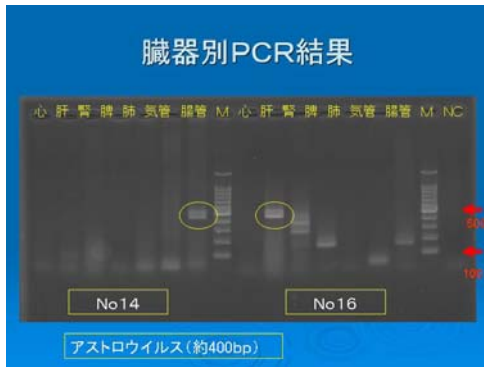 臓器別PCR結果
心 肝 腎 脾 肺 気管 腸管 M 心 肝 腎 脾 肺 気管 腸管 M NC
500
100
No14
No16
アストロウイルス(約400bp)